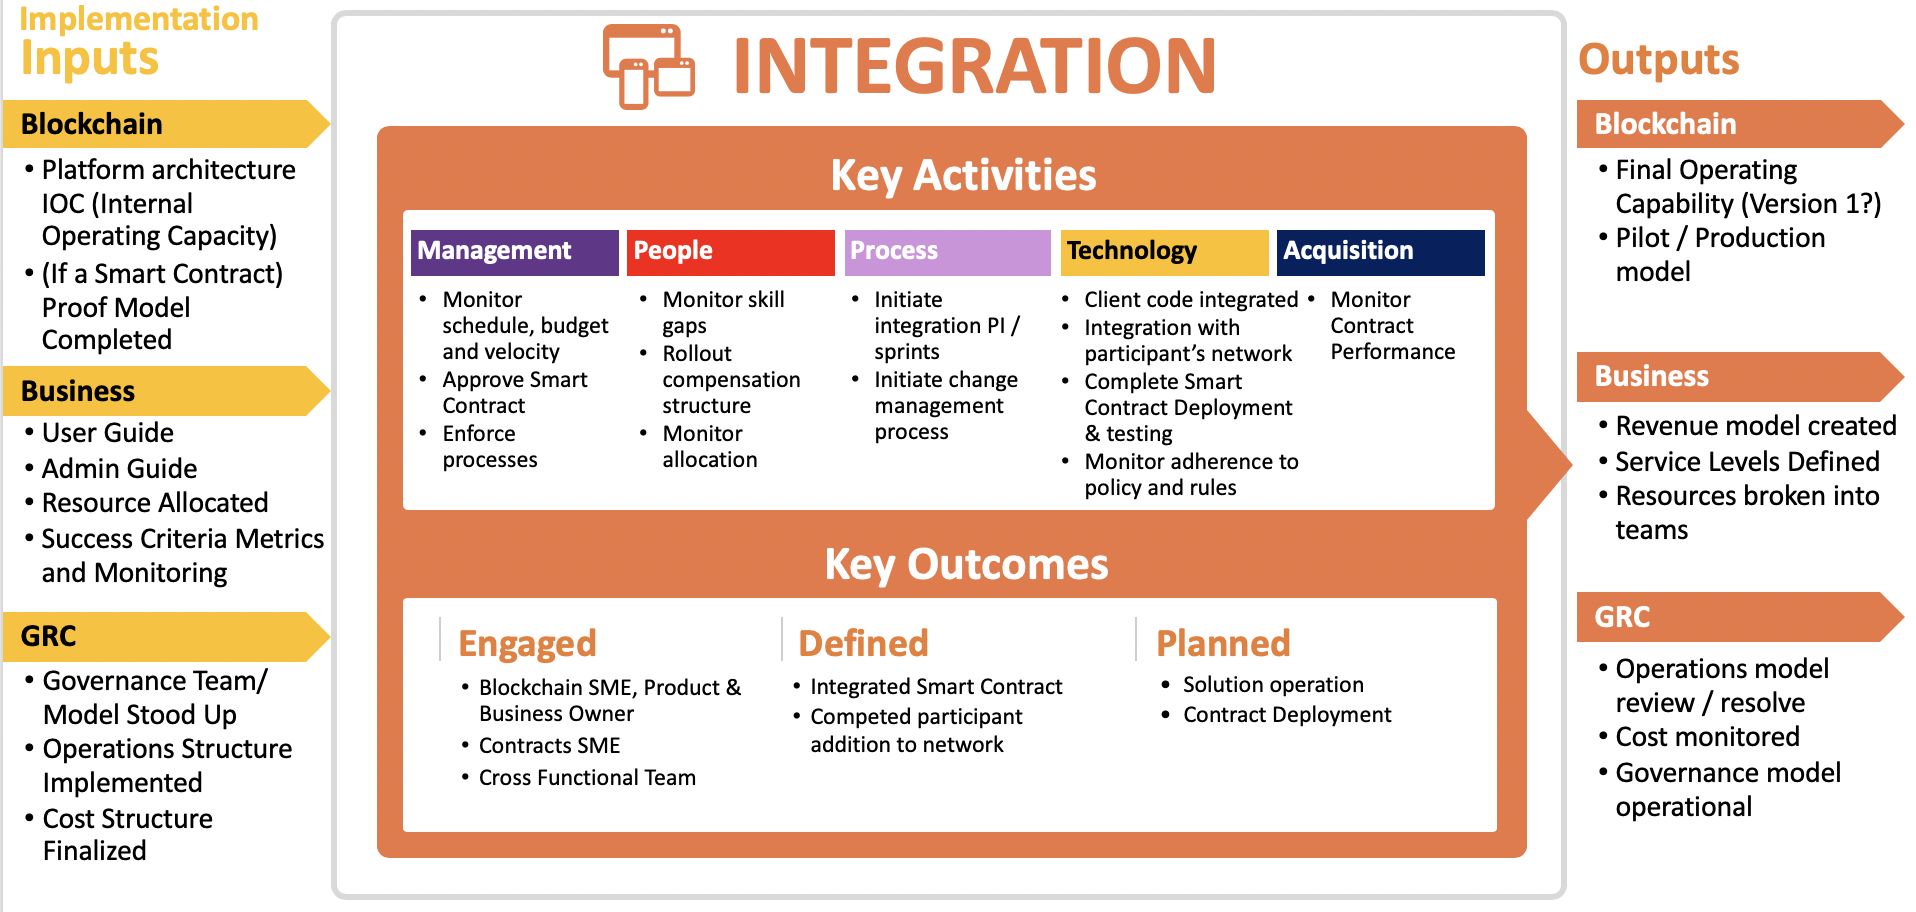 Implementation
Inputs
Blockchain
• Platform architecture
IOC (Internal
Operating Capacity)
• (If a Smart Contract)
Proof Model
Completed
Business
• User Guide
• Admin Guide
• Resource Allocated
• Success Criteria Metrics
and Monitoring
GRC
• Governance Team/
Model Stood Up
• Operations Structure
Implemented
• Cost Structure
Finalized
INTEGRATION
Key Activities
Management
• Monitor
schedule, budget
and velocity
• Approve Smart
Contract
• Enforce
processes
People
• Monitor skill
gaps
• Rollout
compensation
structure
• Monitor
allocation
Process
• Initiate
integration PI /
sprints
• Initiate change
management
process
Technology
• Client code integrated
• Integration with
participant's network
• Complete Smart
Contract Deployment
& testing
• Monitor adherence to
policy and rules
Acquisition
• Monitor
Contract
Performance
Key Outcomes
Engaged
• Blockchain SME, Product &
Business Owner
• Contracts SME
• Cross Functional Team
Defined
• Integrated Smart Contract
• Competed participant
addition to network
Planned
• Solution operation
• Contract Deployment
Outputs
Blockchain
• Final Operating
Capability (Version 1?)
• Pilot / Production
model
Business
• Revenue model created
• Service Levels Defined
• Resources broken into
teams
GRC
• Operations model
review / resolve
• Cost monitored
• Governance model
operational